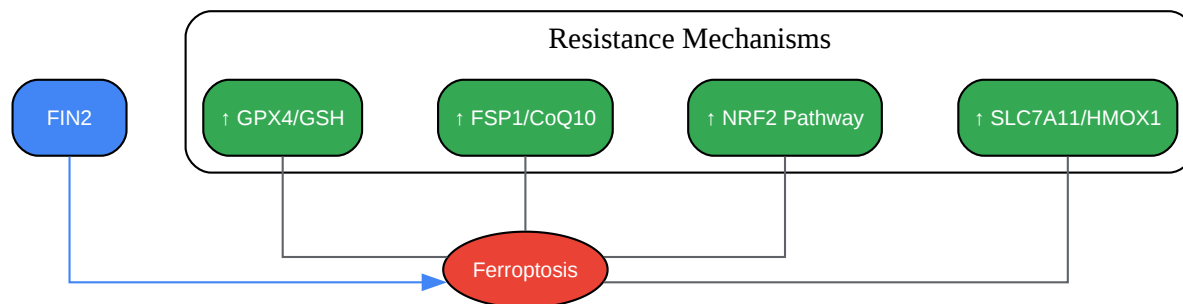 Resistance Mechanisms
FIN2
↑ GPX4/GSH
↑ FSP1/CoQ10
↑ NRF2 Pathway
↑ SLC7A11/HMOX1
Ferroptosis